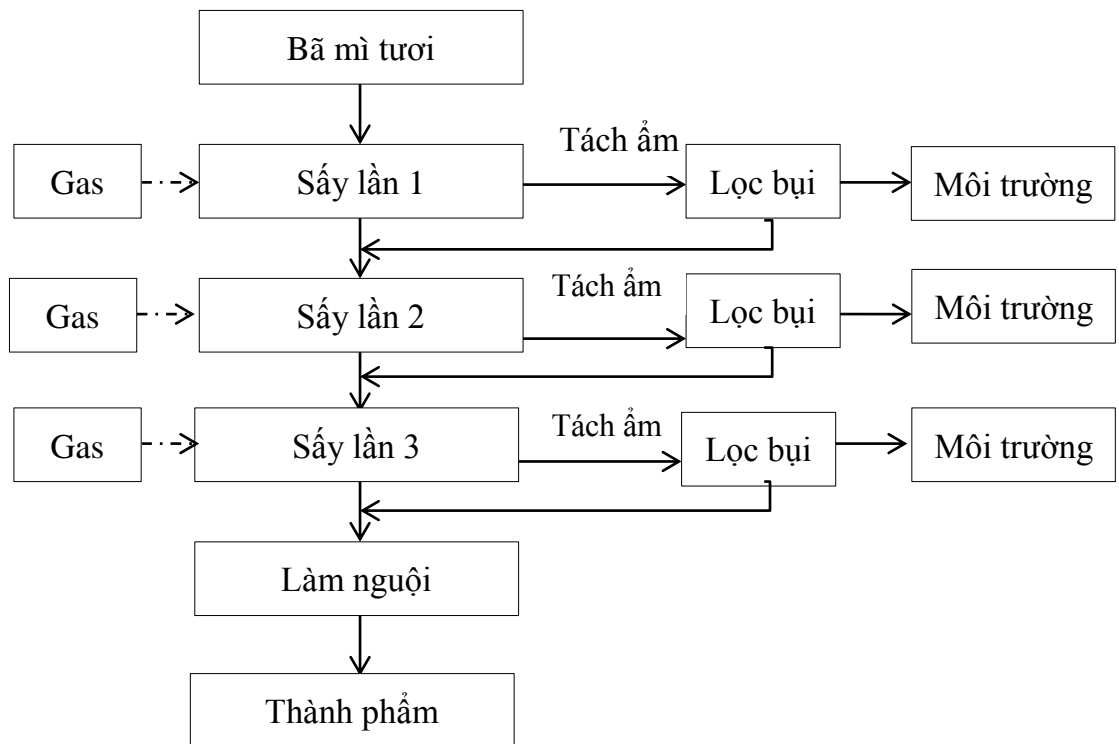 Bã mì tươi
Tách ẩm
Gas
Sấy lần 1
Lọc bụi
Môi trường
Tách ẩm
Gas
Sấy lần 2
Lọc bụi
Môi trường
Tách ẩm
Gas
Sấy lần 3
Lọc bụi
Môi trường
Làm nguội
Thành phẩm